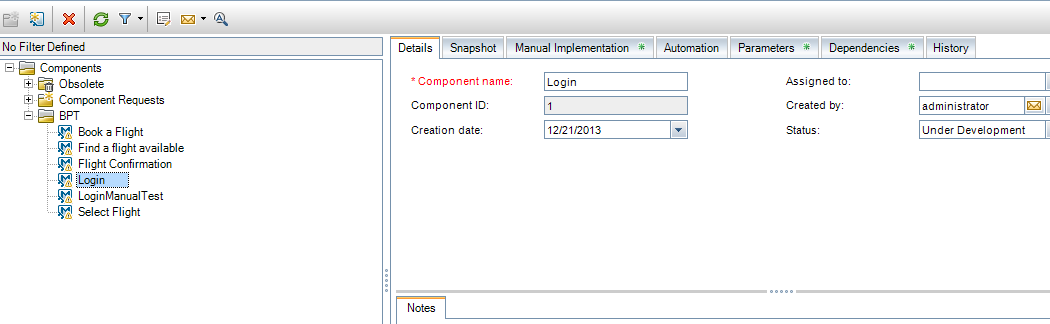 No Filter Defined
Components
Obsolete
Component Requests
BPT
Book a Flight
Find a flight available
Flight Confirmation
Login
LoginManualTest
Select Flight
Details Snapshot Manual Implementation * Automation Parameters * Dependencies * History
* Component name: Login Assigned to:
Component ID: 1 Created by: administrator
Creation date: 12/21/2013 Status: Under Development
Notes